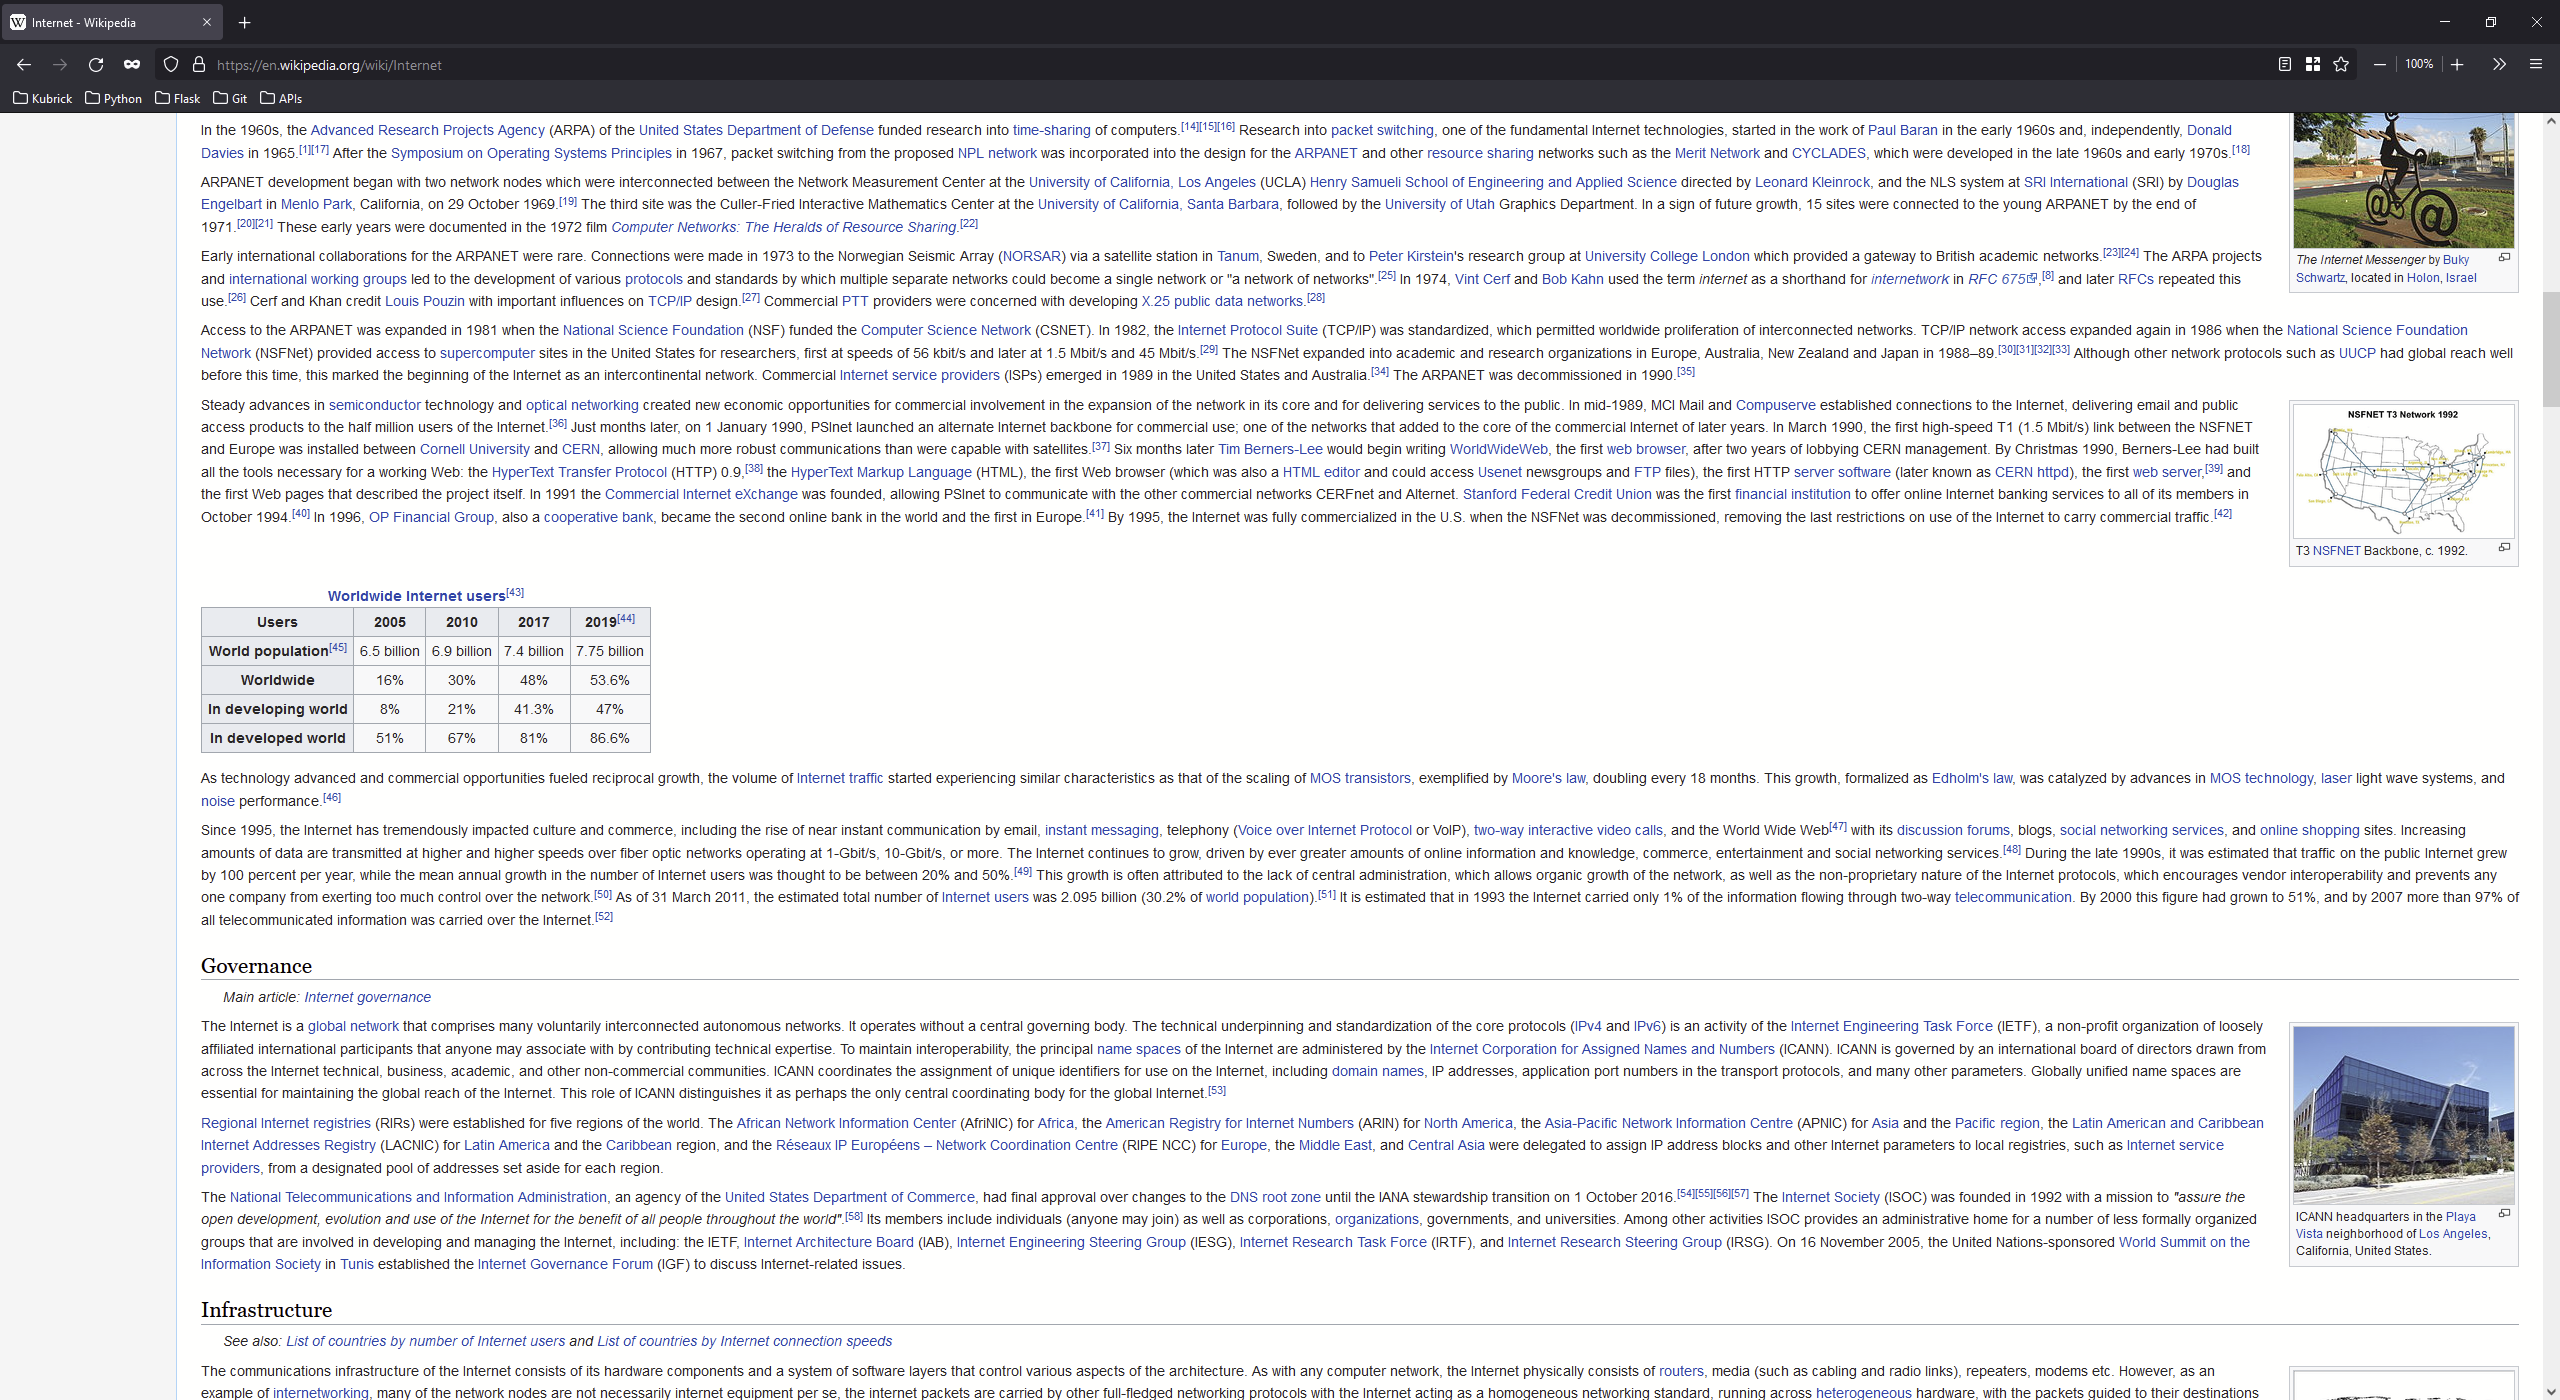 Internet - Wikipedia
https://en.wikipedia.org/wiki/Internet
100%
Kubrick Python Flask Git APIs
In the 1960s, the Advanced Research Projects Agency (ARPA) of the United States Department of Defense funded research into time-sharing of computers.[14][15][16] Research into packet switching, one of the fundamental Internet technologies, started in the work of Paul Baran in the early 1960s and, independently, Donald
Davies in 1965.[1][17] After the Symposium on Operating Systems Principles in 1967, packet switching from the proposed NPL network was incorporated into the design for the ARPANET and other resource sharing networks such as the Merit Network and CYCLADES, which were developed in the late 1960s and early 1970s.[18]
ARPANET development began with two network nodes which were interconnected between the Network Measurement Center at the University of California, Los Angeles (UCLA) Henry Samueli School of Engineering and Applied Science directed by Leonard Kleinrock, and the NLS system at SRI International (SRI) by Douglas
Engelbart in Menlo Park, California, on 29 October 1969.[19] The third site was the Culler-Fried Interactive Mathematics Center at the University of California, Santa Barbara, followed by the University of Utah Graphics Department. In a sign of future growth, 15 sites were connected to the young ARPANET by the end of
1971.[20][21] These early years were documented in the 1972 film Computer Networks: The Heralds of Resource Sharing.[22]
Early international collaborations for the ARPANET were rare. Connections were made in 1973 to the Norwegian Seismic Array (NORSAR) via a satellite station in Tanum, Sweden, and to Peter Kirstein's research group at University College London which provided a gateway to British academic networks.[23][24] The ARPA projects
and international working groups led to the development of various protocols and standards by which multiple separate networks could become a single network or "a network of networks".[25] In 1974, Vint Cerf and Bob Kahn used the term internet as a shorthand for internetwork in RFC 675,[8] and later RFCs repeated this
use.[26] Cerf and Khan credit Louis Pouzin with important influences on TCP/IP design.[27] Commercial PTT providers were concerned with developing X.25 public data networks.[28]
The Internet Messenger by Buky
Schwartz, located in Holon, Israel
Access to the ARPANET was expanded in 1981 when the National Science Foundation (NSF) funded the Computer Science Network (CSNET). In 1982, the Internet Protocol Suite (TCP/IP) was standardized, which permitted worldwide proliferation of interconnected networks. TCP/IP network access expanded again in 1986 when the National Science Foundation
Network (NSFNet) provided access to supercomputer sites in the United States for researchers, first at speeds of 56 kbit/s and later at 1.5 Mbit/s and 45 Mbit/s.[29] The NSFNet expanded into academic and research organizations in Europe, Australia, New Zealand and Japan in 1988–89.[30][31][32][33] Although other network protocols such as UUCP had global reach well
before this time, this marked the beginning of the Internet as an intercontinental network. Commercial Internet service providers (ISPs) emerged in 1989 in the United States and Australia.[34] The ARPANET was decommissioned in 1990.[35]
Steady advances in semiconductor technology and optical networking created new economic opportunities for commercial involvement in the expansion of the network in its core and for delivering services to the public. In mid-1989, MCI Mail and Compuserve established connections to the Internet, delivering email and public
access products to the half million users of the Internet.[36] Just months later, on 1 January 1990, PSInet launched an alternate Internet backbone for commercial use; one of the networks that added to the core of the commercial Internet of later years. In March 1990, the first high-speed T1 (1.5 Mbit/s) link between the NSFNET
and Europe was installed between Cornell University and CERN, allowing much more robust communications than were capable with satellites.[37] Six months later Tim Berners-Lee would begin writing WorldWideWeb, the first web browser, after two years of lobbying CERN management. By Christmas 1990, Berners-Lee had built
all the tools necessary for a working Web: the HyperText Transfer Protocol (HTTP) 0.9,[38] the HyperText Markup Language (HTML), the first Web browser (which was also a HTML editor and could access Usenet newsgroups and FTP files), the first HTTP server software (later known as CERN httpd), the first web server,[39] and
the first Web pages that described the project itself. In 1991 the Commercial Internet eXchange was founded, allowing PSInet to communicate with the other commercial networks CERFnet and Alternet. Stanford Federal Credit Union was the first financial institution to offer online Internet banking services to all of its members in
October 1994.[40] In 1996, OP Financial Group, also a cooperative bank, became the second online bank in the world and the first in Europe.[41] By 1995, the Internet was fully commercialized in the U.S. when the NSFNet was decommissioned, removing the last restrictions on use of the Internet to carry commercial traffic.[42]
NSFNET T3 Network 1992
T3 NSFNET Backbone, c. 1992.
Worldwide Internet users[43]
Users 2005 2010 2017 2019[44]
World population[45] 6.5 billion 6.9 billion 7.4 billion 7.75 billion
Worldwide 16% 30% 48% 53.6%
In developing world 8% 21% 41.3% 47%
In developed world 51% 67% 81% 86.6%
As technology advanced and commercial opportunities fueled reciprocal growth, the volume of Internet traffic started experiencing similar characteristics as that of the scaling of MOS transistors, exemplified by Moore's law, doubling every 18 months. This growth, formalized as Edholm's law, was catalyzed by advances in MOS technology, laser light wave systems, and
noise performance.[46]
Since 1995, the Internet has tremendously impacted culture and commerce, including the rise of near instant communication by email, instant messaging, telephony (Voice over Internet Protocol or VoIP), two-way interactive video calls, and the World Wide Web[47] with its discussion forums, blogs, social networking services, and online shopping sites. Increasing
amounts of data are transmitted at higher and higher speeds over fiber optic networks operating at 1-Gbit/s, 10-Gbit/s, or more. The Internet continues to grow, driven by ever greater amounts of online information and knowledge, commerce, entertainment and social networking services.[48] During the late 1990s, it was estimated that traffic on the public Internet grew
by 100 percent per year, while the mean annual growth in the number of Internet users was thought to be between 20% and 50%.[49] This growth is often attributed to the lack of central administration, which allows organic growth of the network, as well as the non-proprietary nature of the Internet protocols, which encourages vendor interoperability and prevents any
one company from exerting too much control over the network.[50] As of 31 March 2011, the estimated total number of Internet users was 2.095 billion (30.2% of world population).[51] It is estimated that in 1993 the Internet carried only 1% of the information flowing through two-way telecommunication. By 2000 this figure had grown to 51%, and by 2007 more than 97% of
all telecommunicated information was carried over the Internet.[52]
Governance
Main article: Internet governance
The Internet is a global network that comprises many voluntarily interconnected autonomous networks. It operates without a central governing body. The technical underpinning and standardization of the core protocols (IPv4 and IPv6) is an activity of the Internet Engineering Task Force (IETF), a non-profit organization of loosely
affiliated international participants that anyone may associate with by contributing technical expertise. To maintain interoperability, the principal name spaces of the Internet are administered by the Internet Corporation for Assigned Names and Numbers (ICANN). ICANN is governed by an international board of directors drawn from
across the Internet technical, business, academic, and other non-commercial communities. ICANN coordinates the assignment of unique identifiers for use on the Internet, including domain names, IP addresses, application port numbers in the transport protocols, and many other parameters. Globally unified name spaces are
essential for maintaining the global reach of the Internet. This role of ICANN distinguishes it as perhaps the only central coordinating body for the global Internet.[53]
Regional Internet registries (RIRs) were established for five regions of the world. The African Network Information Center (AfriNIC) for Africa, the American Registry for Internet Numbers (ARIN) for North America, the Asia-Pacific Network Information Centre (APNIC) for Asia and the Pacific region, the Latin American and Caribbean
Internet Addresses Registry (LACNIC) for Latin America and the Caribbean region, and the Réseaux IP Européens – Network Coordination Centre (RIPE NCC) for Europe, the Middle East, and Central Asia were delegated to assign IP address blocks and other Internet parameters to local registries, such as Internet service
providers, from a designated pool of addresses set aside for each region.
The National Telecommunications and Information Administration, an agency of the United States Department of Commerce, had final approval over changes to the DNS root zone until the IANA stewardship transition on 1 October 2016.[54][55][56][57] The Internet Society (ISOC) was founded in 1992 with a mission to "assure the
open development, evolution and use of the Internet for the benefit of all people throughout the world".[58] Its members include individuals (anyone may join) as well as corporations, organizations, governments, and universities. Among other activities ISOC provides an administrative home for a number of less formally organized
groups that are involved in developing and managing the Internet, including: the IETF, Internet Architecture Board (IAB), Internet Engineering Steering Group (IESG), Internet Research Task Force (IRTF), and Internet Research Steering Group (IRSG). On 16 November 2005, the United Nations-sponsored World Summit on the
Information Society in Tunis established the Internet Governance Forum (IGF) to discuss Internet-related issues.
ICANN headquarters in the Playa
Vista neighborhood of Los Angeles,
California, United States.
Infrastructure
See also: List of countries by number of Internet users and List of countries by Internet connection speeds
The communications infrastructure of the Internet consists of its hardware components and a system of software layers that control various aspects of the architecture. As with any computer network, the Internet physically consists of routers, media (such as cabling and radio links), repeaters, modems etc. However, as an
example of internetworking, many of the network nodes are not necessarily internet equipment per se, the internet packets are carried by other full-fledged networking protocols with the Internet acting as a homogeneous networking standard, running across heterogeneous hardware, with the packets guided to their destinations